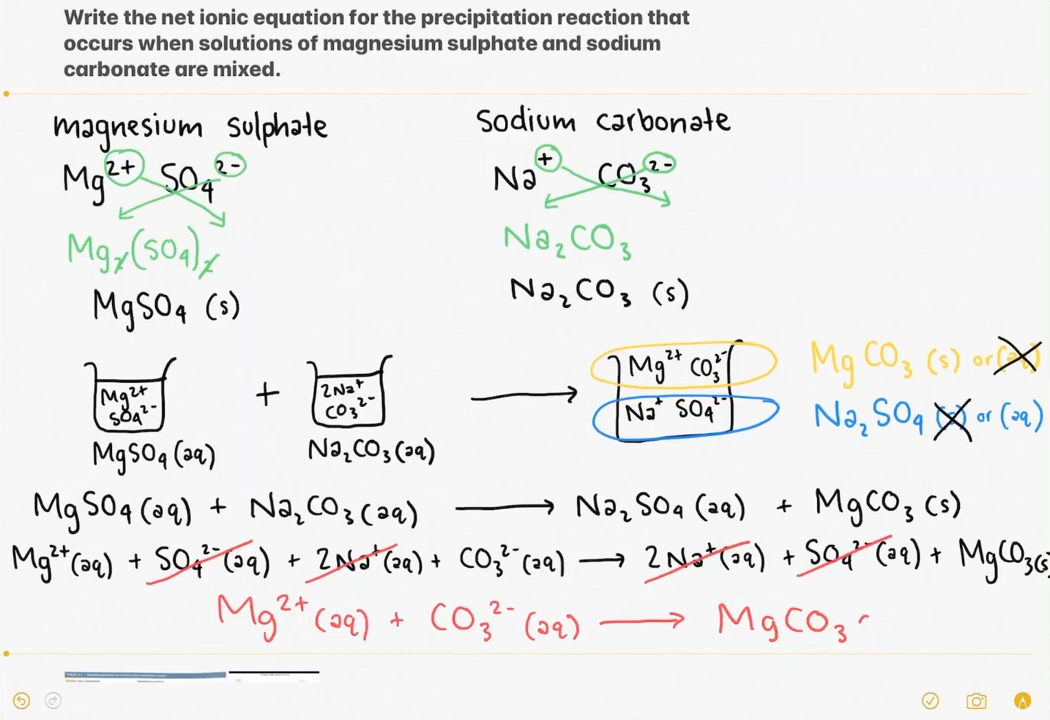 Write the net ionic equation for the precipitation reaction that
occurs when solutions of magnesium sulphate and sodium
carbonate are mixed.
magnesium sulphate
sodium carbonate
Mg²⁺ SO₄²⁻
Na⁺ CO₃²⁻
Mgₓ(SO₄)ₓ
Na₂CO₃
MgSO₄ (s)
Na₂CO₃ (s)
Mg²⁺ CO₃²⁻ MgCO₃ (s) or
Mg²⁺ SO₄²⁻ + 2Na⁺ CO₃²⁻ → Na⁺ SO₄²⁻ Na₂SO₄ or (aq)
MgSO₄(aq) Na₂CO₃(aq)
MgSO₄(aq) + Na₂CO₃(aq) → Na₂SO₄(aq) + MgCO₃(s)
Mg²⁺(aq) + SO₄²⁻(aq) + 2Na⁺(aq) + CO₃²⁻(aq) → 2Na⁺(aq) + SO₄²⁻(aq) + MgCO₃(s)
Mg²⁺(aq) + CO₃²⁻(aq) → MgCO₃